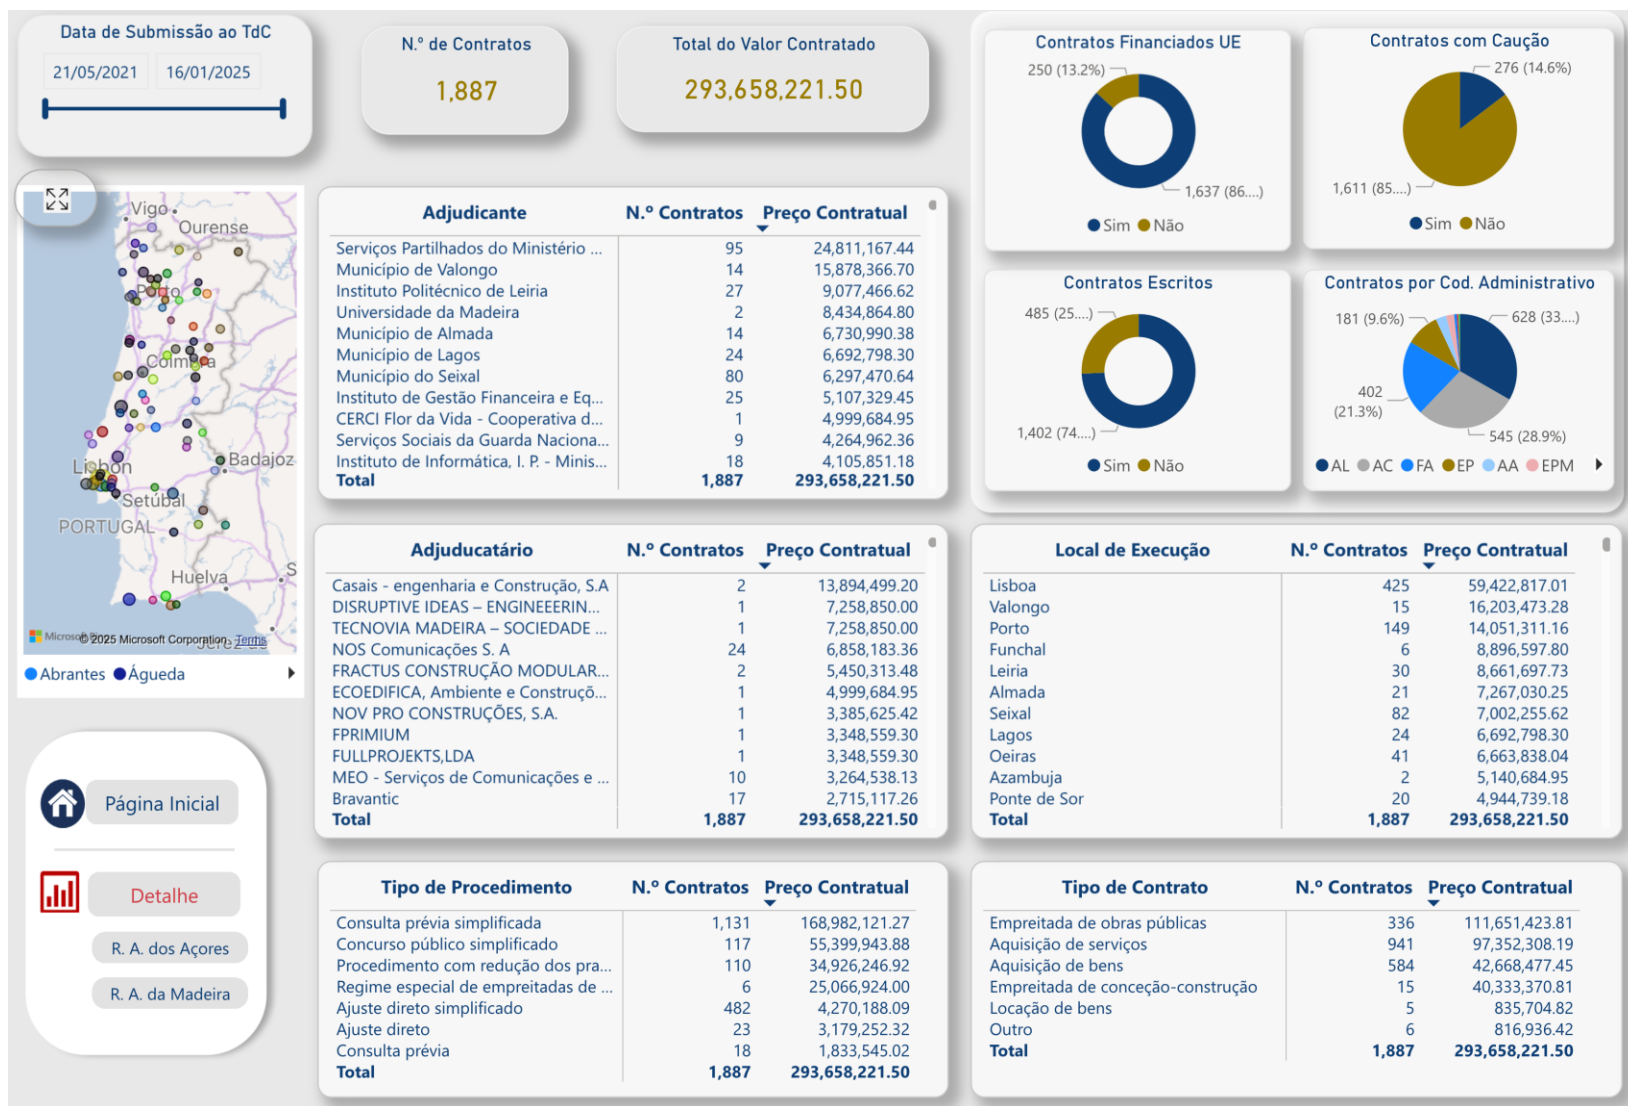 Data de Submissão ao TdC
21/05/2021 16/01/2025
N.º de Contratos
1,887
Total do Valor Contratado
293,658,221.50
Contratos Financiados UE
250 (13.2%)
1,637 (86....)
Sim Não
Contratos com Caução
276 (14.6%)
1,611 (85....)
Sim Não
Contratos Escritos
485 (25....)
1,402 (74....)
Sim Não
Contratos por Cod. Administrativo
181 (9.6%)
628 (33....)
402
(21.3%)
545 (28.9%)
AL AC FA EP AA EPM
Vigo
Ourense
Porto
Coimbra
Lisbon
Badajoz
Setúbal
PORTUGAL
Huelva
S
Microsoft
© 2025 Microsoft Corporation Terms
Abrantes Águeda
Adjudicante N.º Contratos Preço Contratual
Serviços Partilhados do Ministério ... 95 24,811,167.44
Município de Valongo 14 15,878,366.70
Instituto Politécnico de Leiria 27 9,077,466.62
Universidade da Madeira 2 8,434,864.80
Município de Almada 14 6,730,990.38
Município de Lagos 24 6,692,798.30
Município do Seixal 80 6,297,470.64
Instituto de Gestão Financeira e Eq... 25 5,107,329.45
CERCI Flor da Vida - Cooperativa d... 1 4,999,684.95
Serviços Sociais da Guarda Naciona... 9 4,264,962.36
Instituto de Informática, I. P. - Minis... 18 4,105,851.18
Total 1,887 293,658,221.50
Adjuducatário N.º Contratos Preço Contratual
Casais - engenharia e Construção, S.A 2 13,894,499.20
DISRUPTIVE IDEAS – ENGINEEERIN... 1 7,258,850.00
TECNOVIA MADEIRA – SOCIEDADE ... 1 7,258,850.00
NOS Comunicações S. A 24 6,858,183.36
FRACTUS CONSTRUÇÃO MODULAR... 2 5,450,313.48
ECOEDIFICA, Ambiente e Construçõ... 1 4,999,684.95
NOV PRO CONSTRUÇÕES, S.A. 1 3,385,625.42
FPRIMIUM 1 3,348,559.30
FULLPROJEKTS,LDA 1 3,348,559.30
MEO - Serviços de Comunicações e ... 10 3,264,538.13
Bravantic 17 2,715,117.26
Total 1,887 293,658,221.50
Local de Execução N.º Contratos Preço Contratual
Lisboa 425 59,422,817.01
Valongo 15 16,203,473.28
Porto 149 14,051,311.16
Funchal 6 8,896,597.80
Leiria 30 8,661,697.73
Almada 21 7,267,030.25
Seixal 82 7,002,255.62
Lagos 24 6,692,798.30
Oeiras 41 6,663,838.04
Azambuja 2 5,140,684.95
Ponte de Sor 20 4,944,739.18
Total 1,887 293,658,221.50
Página Inicial
Detalhe
R. A. dos Açores
R. A. da Madeira
Tipo de Procedimento N.º Contratos Preço Contratual
Consulta prévia simplificada 1,131 168,982,121.27
Concurso público simplificado 117 55,399,943.88
Procedimento com redução dos pra... 110 34,926,246.92
Regime especial de empreitadas de ... 6 25,066,924.00
Ajuste direto simplificado 482 4,270,188.09
Ajuste direto 23 3,179,252.32
Consulta prévia 18 1,833,545.02
Total 1,887 293,658,221.50
Tipo de Contrato N.º Contratos Preço Contratual
Empreitada de obras públicas 336 111,651,423.81
Aquisição de serviços 941 97,352,308.19
Aquisição de bens 584 42,668,477.45
Empreitada de conceção-construção 15 40,333,370.81
Locação de bens 5 835,704.82
Outro 6 816,936.42
Total 1,887 293,658,221.50